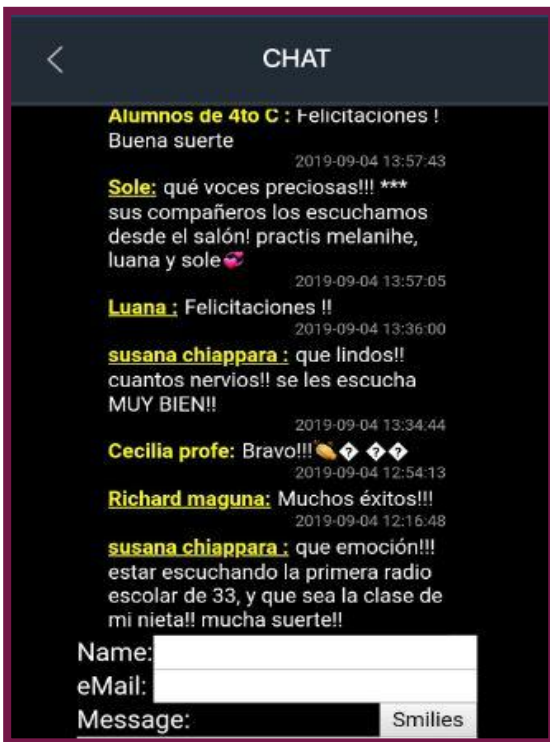 CHAT
Alumnos de 4to C : Felicitaciones !
Buena suerte
2019-09-04 13:57:43
Sole: qué voces preciosas!!! ***
sus compañeros los escuchamos
desde el salón! practis melanihe,
luana y sole💞
2019-09-04 13:57:05
Luana : Felicitaciones !!
2019-09-04 13:36:00
susana chiappara : que lindos!!
cuantos nervios!! se les escucha
MUY BIEN!!
2019-09-04 13:34:44
Cecilia profe: Bravo!!!👏� ��
2019-09-04 12:54:13
Richard maguna: Muchos éxitos!!!
2019-09-04 12:16:48
susana chiappara : que emoción!!!
estar escuchando la primera radio
escolar de 33, y que sea la clase de
mi nieta!! mucha suerte!!
Name:
eMail:
Message: Smilies